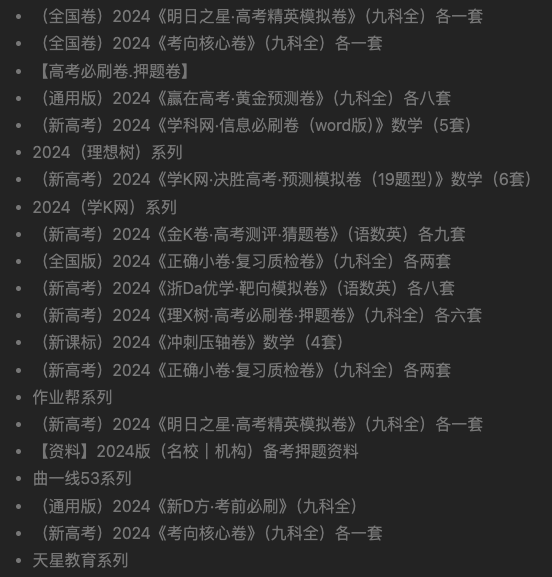 （全国卷）2024《明日之星·高考精英模拟卷》（九科全）各一套
（全国卷）2024《考向核心卷》（九科全）各一套
【高考必刷卷.押题卷】
（通用版）2024《赢在高考·黄金预测卷》（九科全）各八套
（新高考）2024《学科网·信息必刷卷（word版）》数学（5套）
2024（理想树）系列
（新高考）2024《学K网·决胜高考·预测模拟卷（19题型）》数学（6套）
2024（学K网）系列
（新高考）2024《金K卷·高考测评·猜题卷》（语数英）各九套
（全国版）2024《正确小卷·复习质检卷》（九科全）各两套
（新高考）2024《浙Da优学·靶向模拟卷》（语数英）各八套
（新高考）2024《理X树·高考必刷卷·押题卷》（九科全）各六套
（新课标）2024《冲刺压轴卷》数学（4套）
（新高考）2024《正确小卷·复习质检卷》（九科全）各两套
作业帮系列
（新高考）2024《明日之星·高考精英模拟卷》（九科全）各一套
【资料】2024版（名校｜机构）备考押题资料
曲一线53系列
（通用版）2024《新D方·考前必刷》（九科全）
（新高考）2024《考向核心卷》（九科全）各一套
天星教育系列